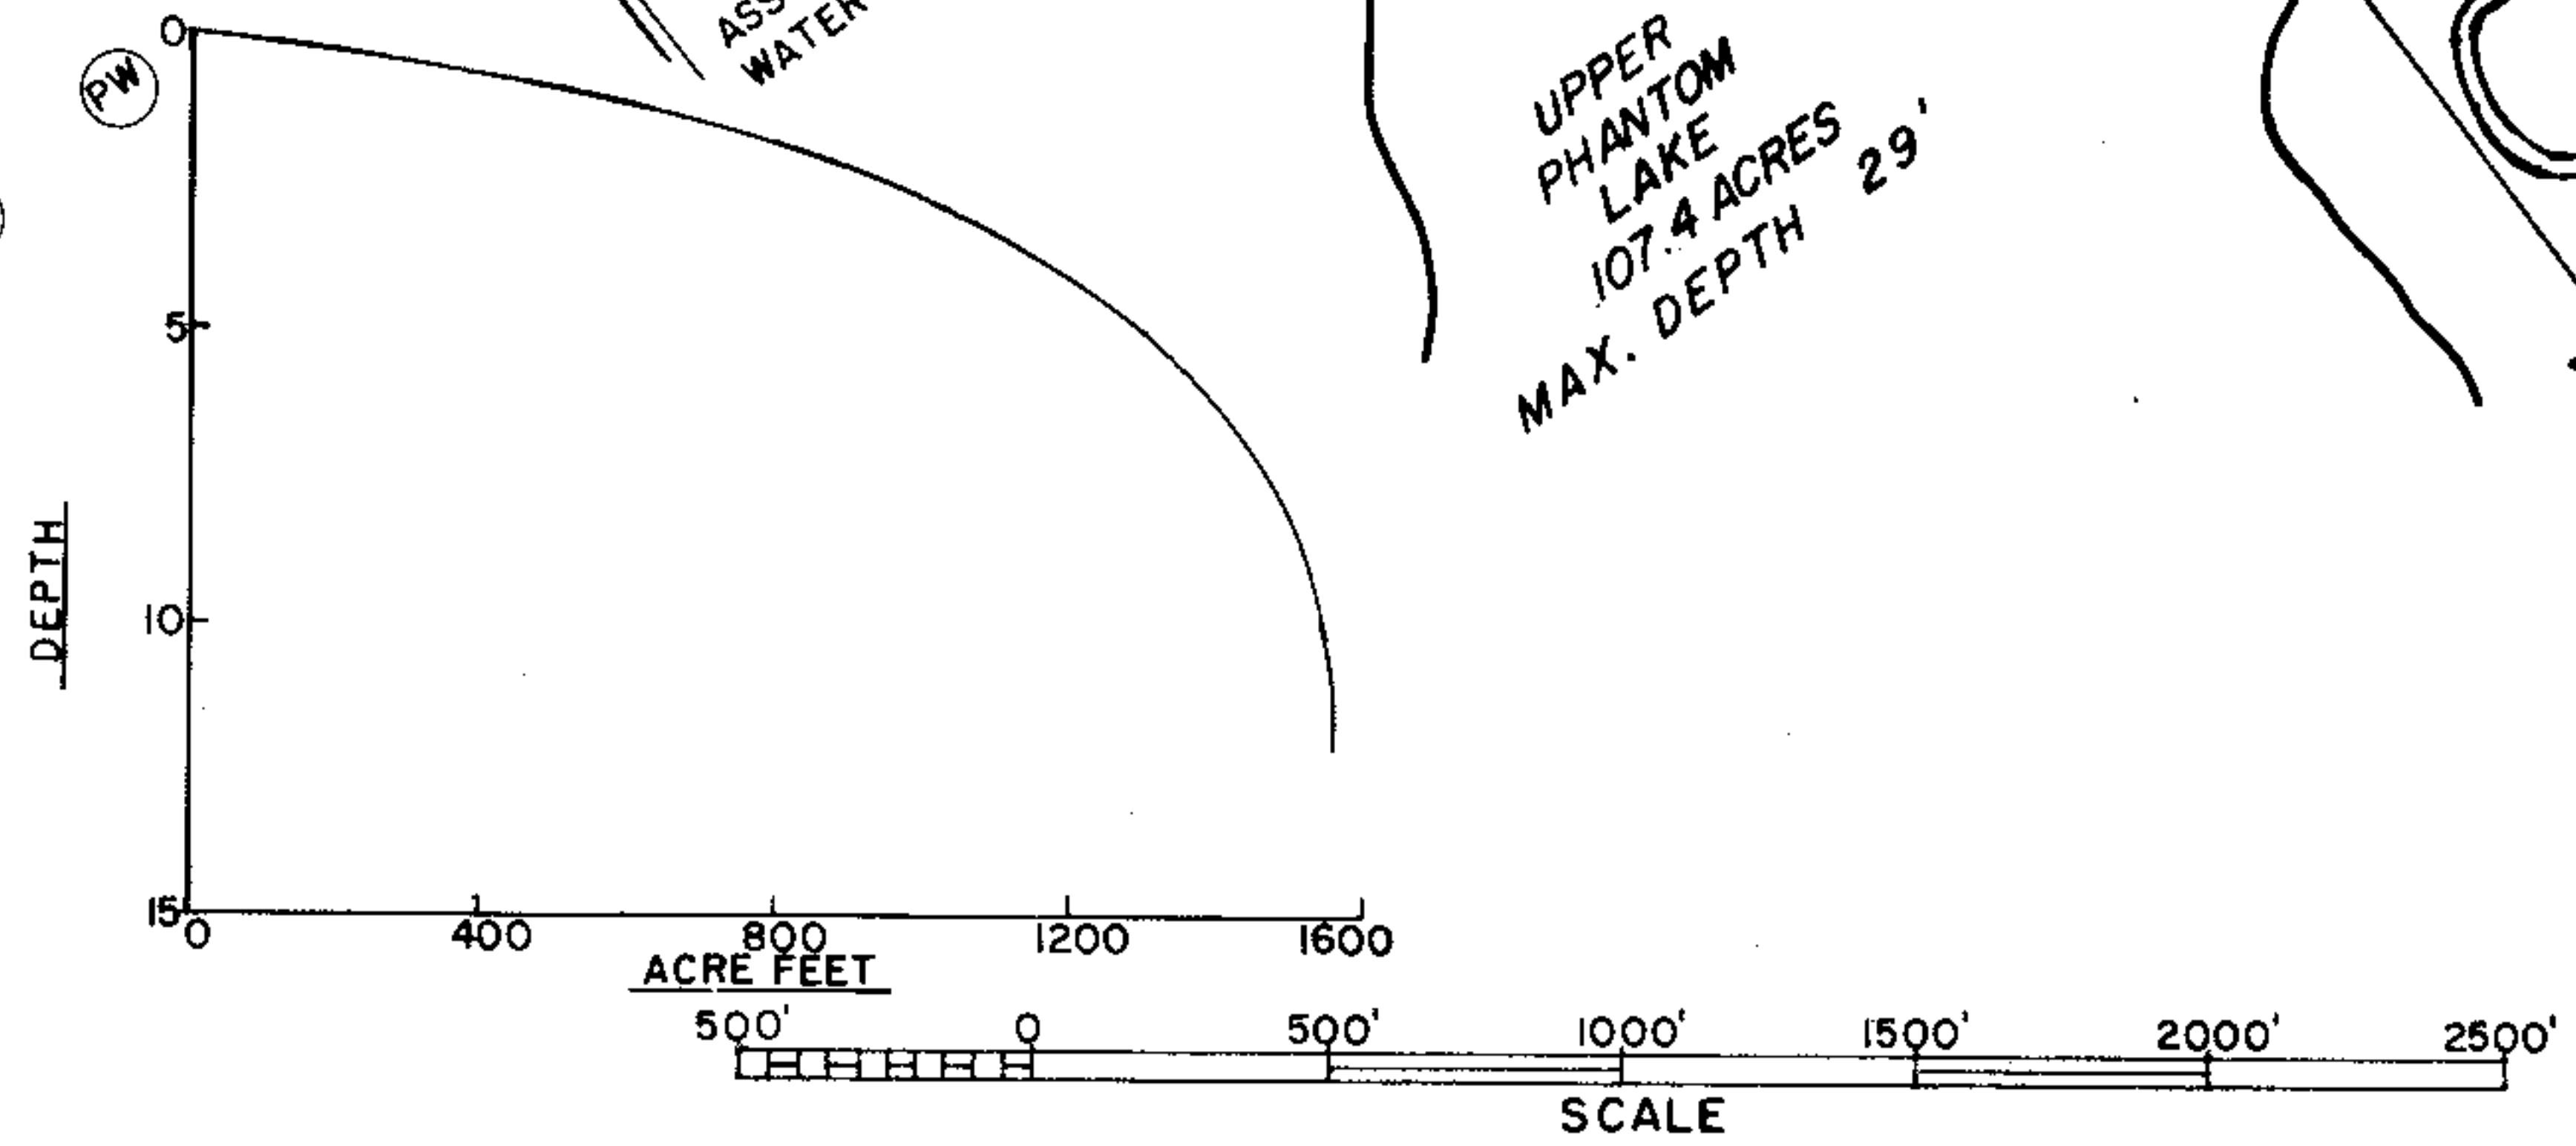 0
PW
WATER
UPPER
PHANTOM
LAKE
107.4 ACRES
MAX. DEPTH 29'
5
DEPTH
10
15
0 400 800 1200 1600
ACRE FEET
500' 0 500' 1000' 1500' 2000' 2500'
SCALE